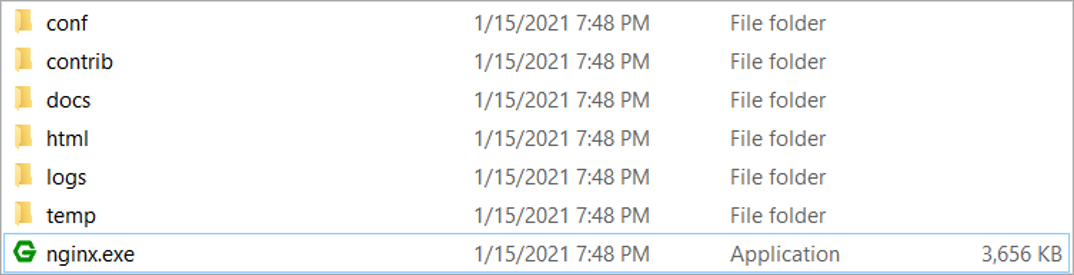 conf 1/15/2021 7:48 PM File folder
contrib 1/15/2021 7:48 PM File folder
docs 1/15/2021 7:48 PM File folder
html 1/15/2021 7:48 PM File folder
logs 1/15/2021 7:48 PM File folder
temp 1/15/2021 7:48 PM File folder
nginx.exe 1/15/2021 7:48 PM Application 3,656 KB